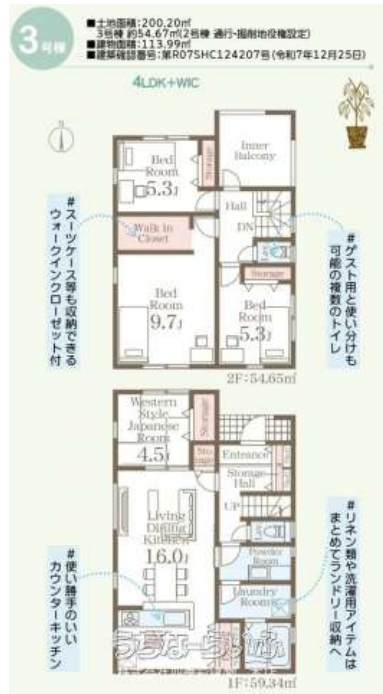 3号棟
■土地面積:200.20㎡
3号棟 約54.67㎡(2号棟 通行・掘削地役権設定)
■建物面積:113.99㎡
■建築確認番号:第R07SHC124207号(令和7年12月25日)
4LDK+WIC
N
Bed
Room
5.3J
Storage
Inner
Balcony
Hall
DN
Walk in
Closet
#スーツケース等も収納できる
ウォークインクローゼット付
#ゲスト用と使い分けも
可能の複数のトイレ
Storage
Bed
Room
9.7J
Bed
Room
5.3J
2F:54.65㎡
Western
Style
Japanese
Room
4.5J
Storage
Sto
Entrance
Storage
Hall
UP
Living
Dining
Kitchen
16.0J
Powder
Room
Laundry
Room
#使い勝手のいい
カウンターキッチン
#リネン類や洗濯用アイテムは
まとめてランドリー収納へ
うちなーらいふ
1F:59.34㎡